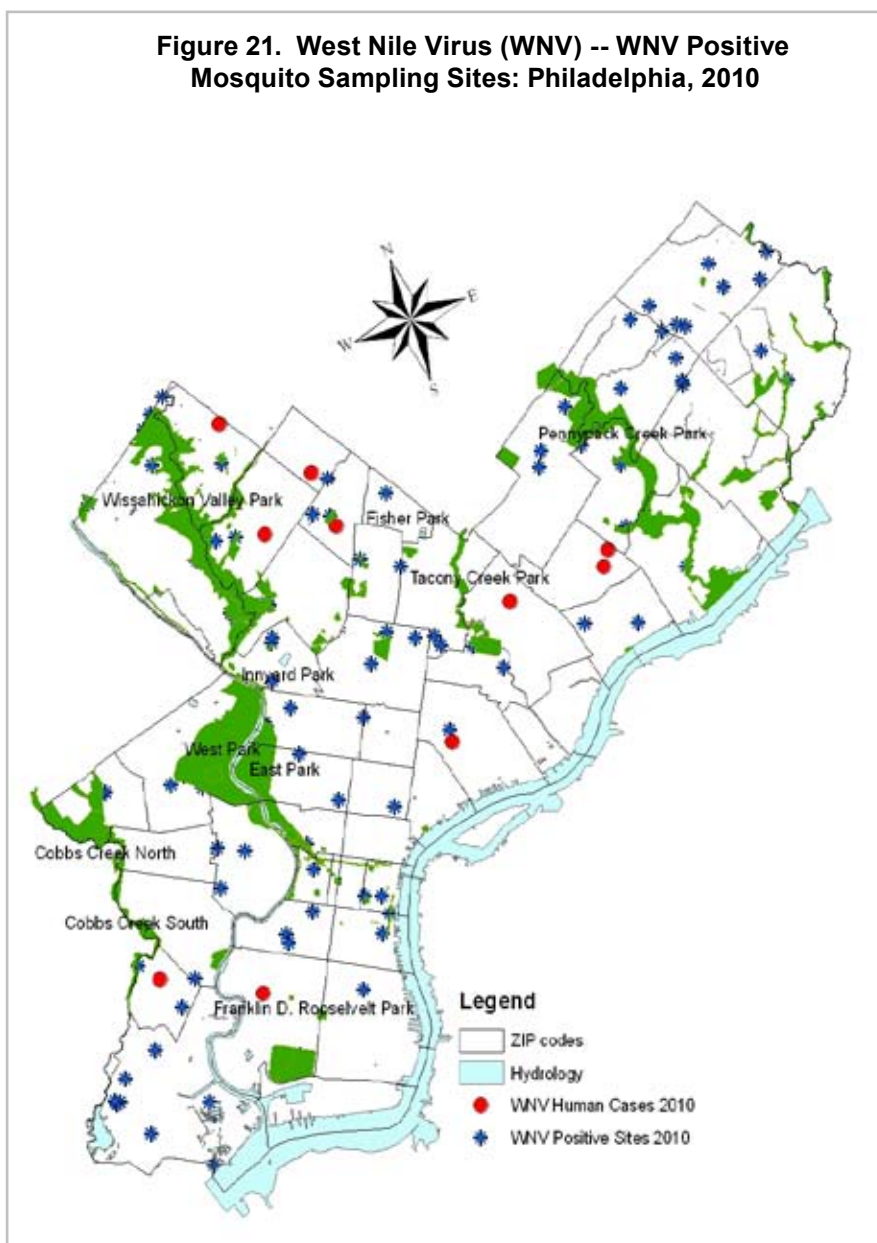 Figure 21. West Nile Virus (WNV) -- WNV Positive
Mosquito Sampling Sites: Philadelphia, 2010
N
E
W
S
Pennypack Creek Park
Wissahickon Valley Park
Fisher Park
Tacony Creek Park
Innyard Park
West Park
East Park
Cobbs Creek North
Cobbs Creek South
Franklin D. Rooselvelt Park
Legend
ZIP codes
Hydrology
WNV Human Cases 2010
WNV Positive Sites 2010